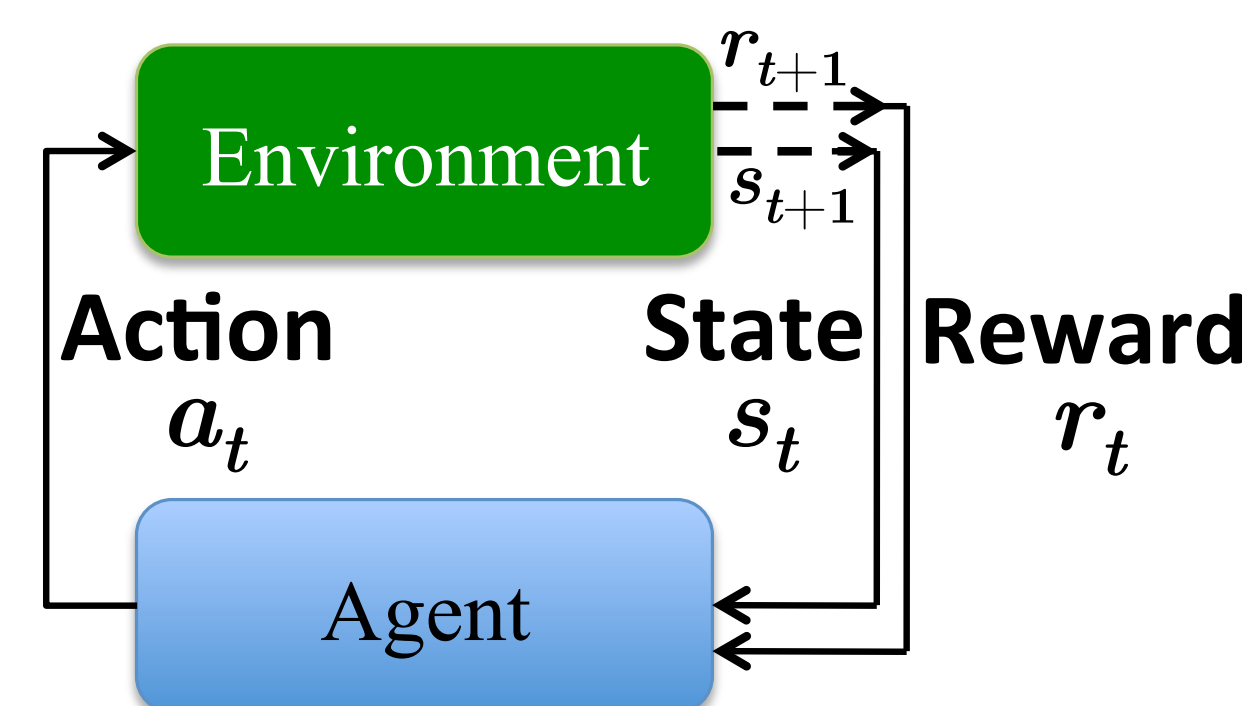 r_{t+1}
Environment
s_{t+1}
Action State Reward
a_t s_t r_t
Agent